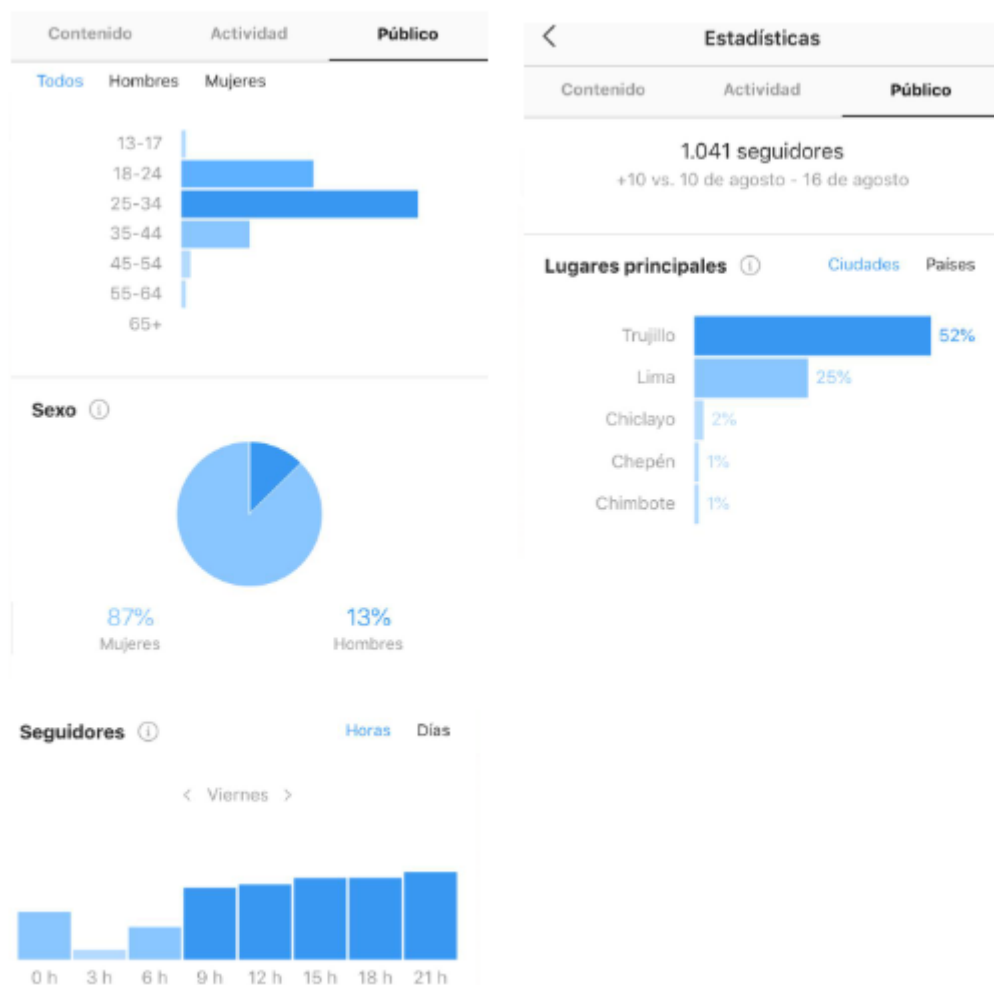 Contenido Actividad Público
Todos Hombres Mujeres
13-17
18-24
25-34
35-44
45-54
55-64
65+
Sexo
87% 13%
Mujeres Hombres
Seguidores Horas Días
< Viernes >
0 h 3 h 6 h 9 h 12 h 15 h 18 h 21 h
< Estadísticas
Contenido Actividad Público
1.041 seguidores
+10 vs. 10 de agosto - 16 de agosto
Lugares principales Ciudades Países
Trujillo 52%
Lima 25%
Chiclayo 2%
Chepén 1%
Chimbote 1%